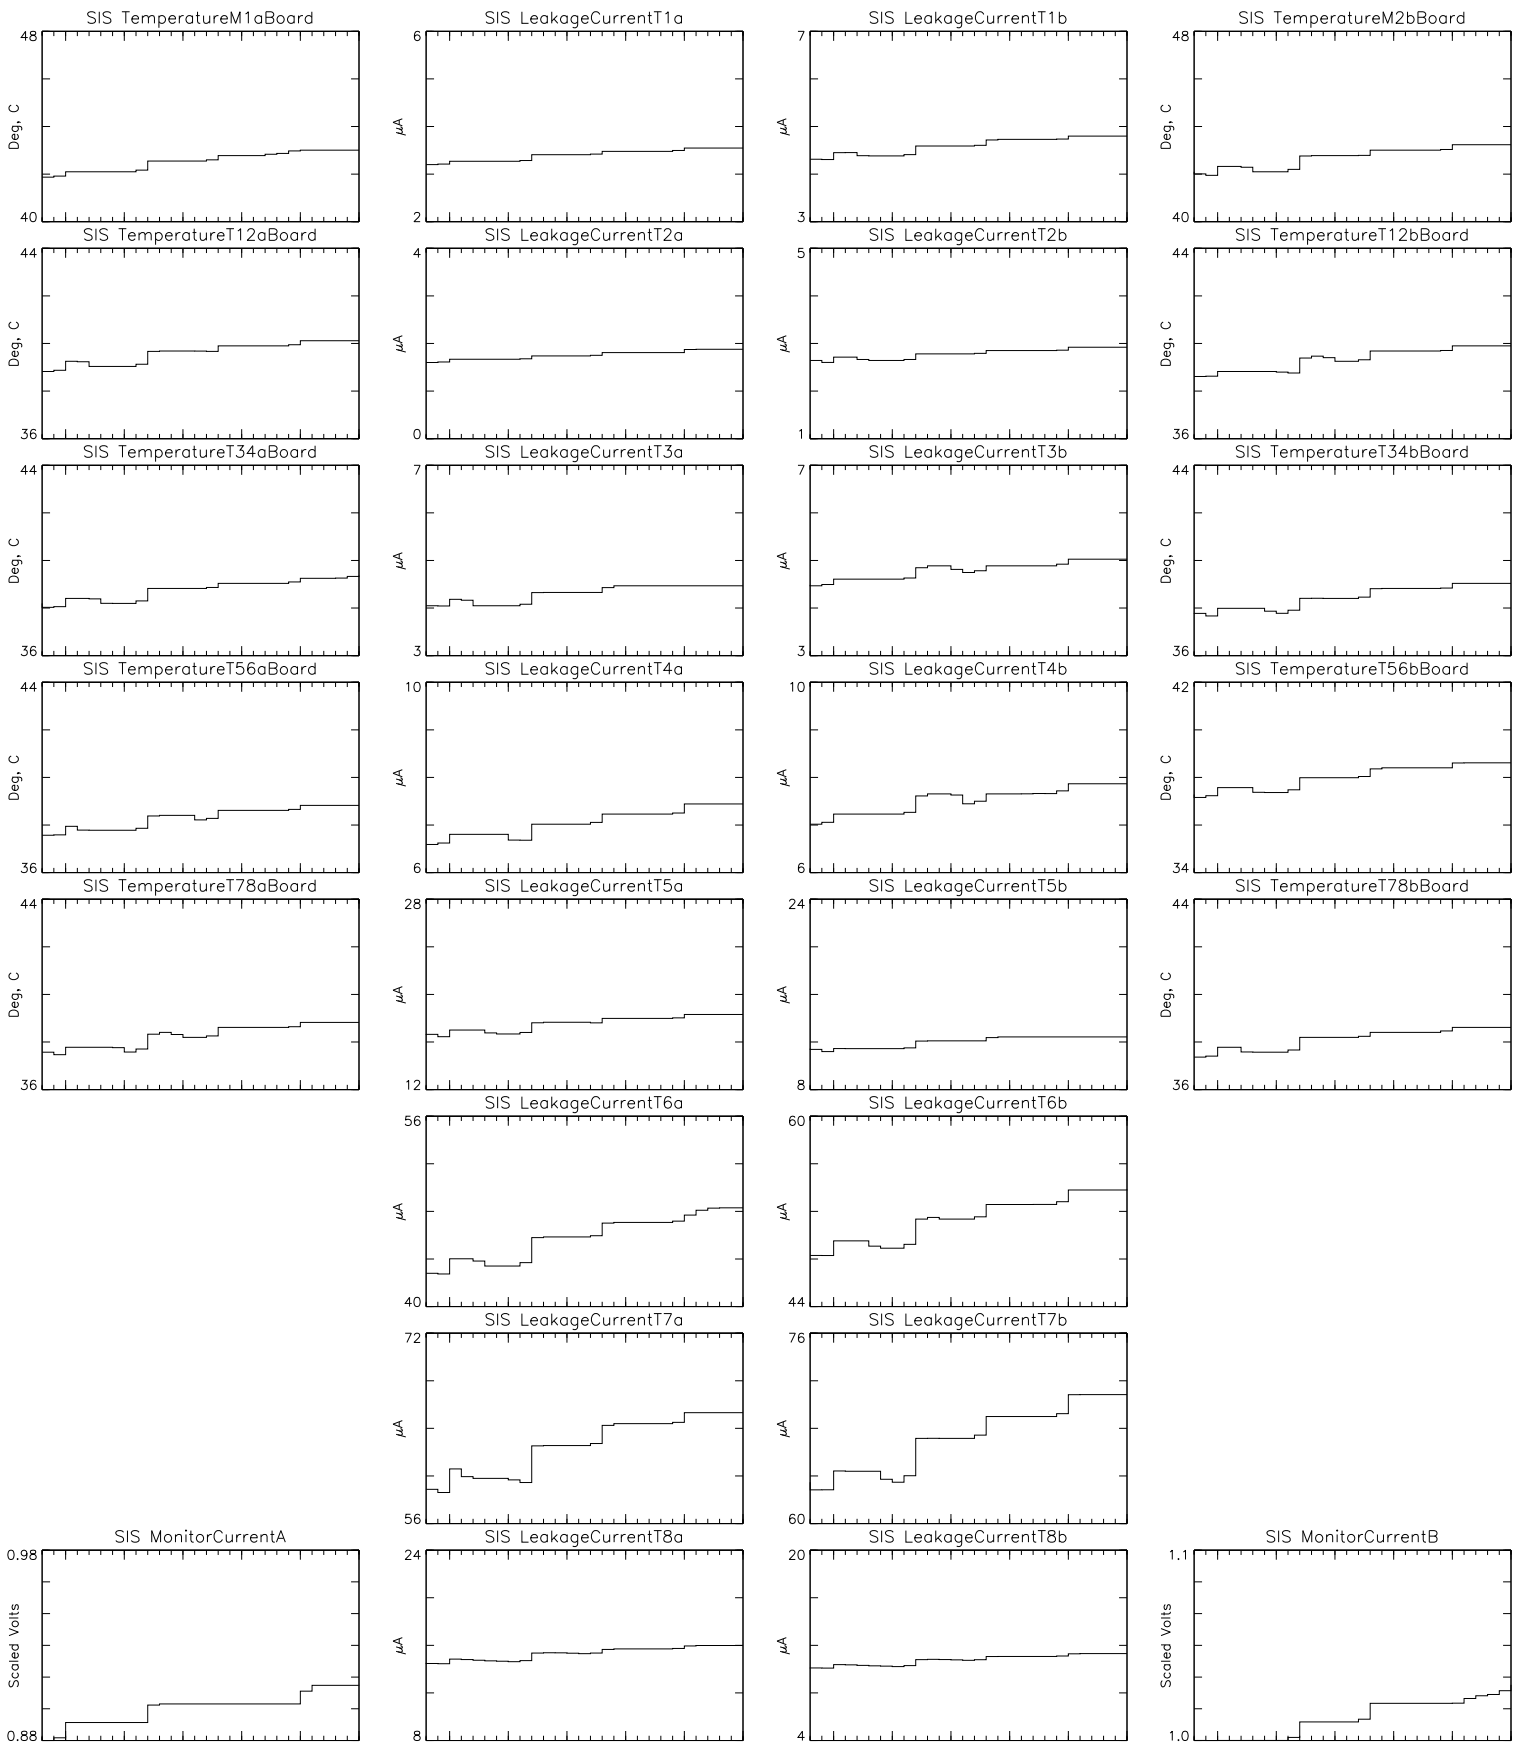 SIS TemperatureM1aBoard SIS LeakageCurrentT1a SIS LeakageCurrentT1b SIS TemperatureM2bBoard
48 6 7 48
Deg, C μA μA Deg, C
40 2 3 40
SIS TemperatureT12aBoard SIS LeakageCurrentT2a SIS LeakageCurrentT2b SIS TemperatureT12bBoard
44 4 5 44
Deg, C μA μA Deg, C
36 0 1 36
SIS TemperatureT34aBoard SIS LeakageCurrentT3a SIS LeakageCurrentT3b SIS TemperatureT34bBoard
44 7 7 44
Deg, C μA μA Deg, C
36 3 3 36
SIS TemperatureT56aBoard SIS LeakageCurrentT4a SIS LeakageCurrentT4b SIS TemperatureT56bBoard
44 10 10 42
Deg, C μA μA Deg, C
36 6 6 34
SIS TemperatureT78aBoard SIS LeakageCurrentT5a SIS LeakageCurrentT5b SIS TemperatureT78bBoard
44 28 24 44
Deg, C μA μA Deg, C
36 12 8 36
SIS LeakageCurrentT6a SIS LeakageCurrentT6b
56 60
μA μA
40 44
SIS LeakageCurrentT7a SIS LeakageCurrentT7b
72 76
μA μA
56 60
SIS MonitorCurrentA SIS LeakageCurrentT8a SIS LeakageCurrentT8b SIS MonitorCurrentB
0.98 24 20 1.1
Scaled Volts μA μA Scaled Volts
0.88 8 4 1.0